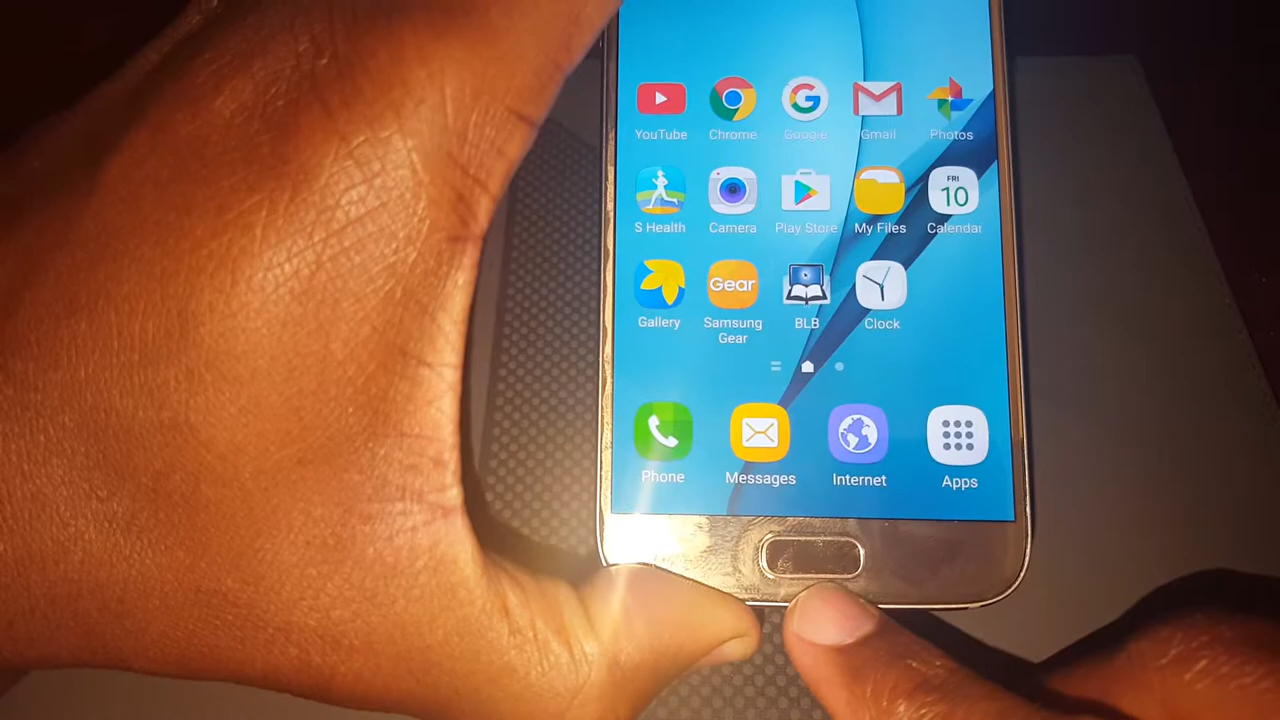 YouTube Chrome Google Gmail Photos
FRI
10
S Health Camera Play Store My Files Calendar
Gear
Gallery Samsung Gear BLB Clock
Phone Messages Internet Apps